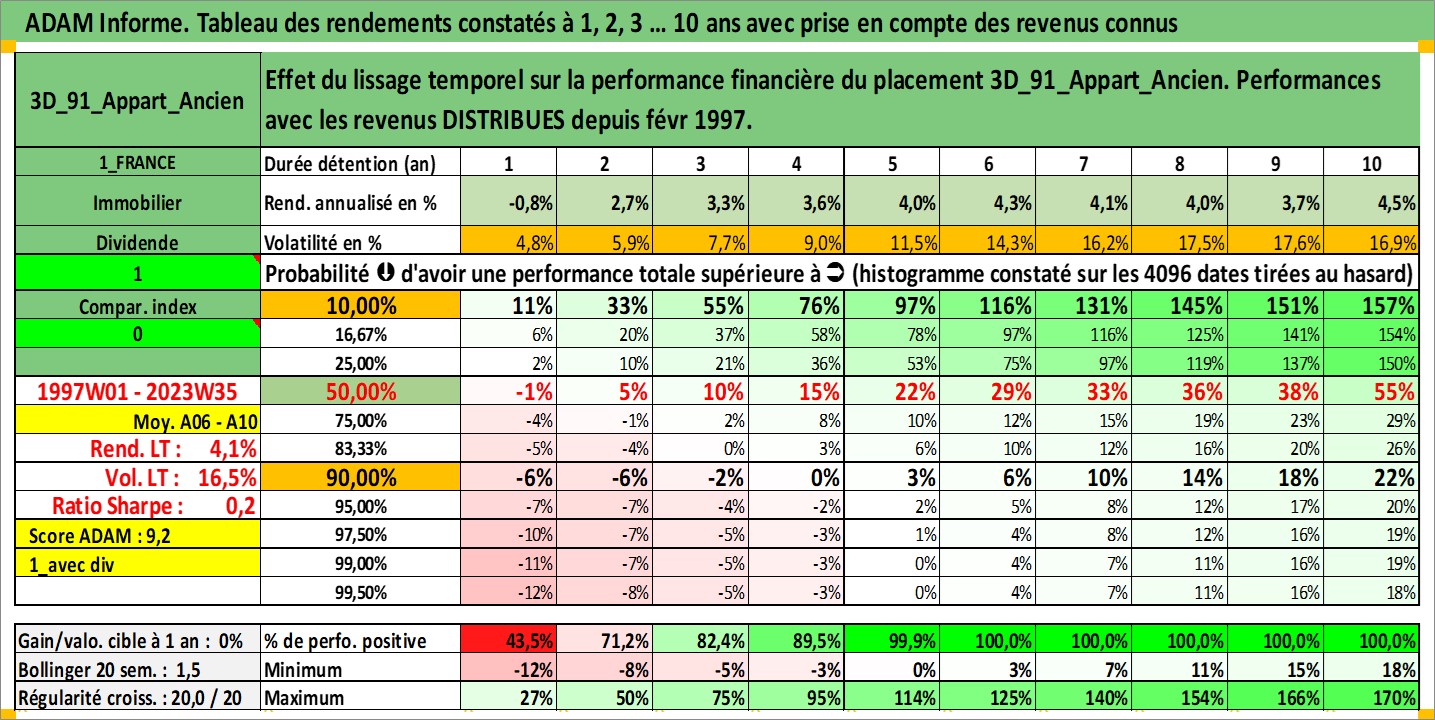 ADAM Informe. Tableau des rendements constatés à 1, 2, 3 ... 10 ans avec prise en compte des revenus connus
3D_91_Appart_Ancien
Effet du lissage temporel sur la performance financière du placement 3D_91_Appart_Ancien. Performances
avec les revenus DISTRIBUES depuis févr 1997.
1_FRANCE Durée détention (an) 1 2 3 4 5 6 7 8 9 10
Immobilier Rend. annualisé en % -0,8% 2,7% 3,3% 3,6% 4,0% 4,3% 4,1% 4,0% 3,7% 4,5%
Dividende Volatilité en % 4,8% 5,9% 7,7% 9,0% 11,5% 14,3% 16,2% 17,5% 17,6% 16,9%
1 Probabilité ⬇ d'avoir une performance totale supérieure à ➲ (histogramme constaté sur les 4096 dates tirées au hasard)
Compar. index 10,00% 11% 33% 55% 76% 97% 116% 131% 145% 151% 157%
0 16,67% 6% 20% 37% 58% 78% 97% 116% 125% 141% 154%
25,00% 2% 10% 21% 36% 53% 75% 97% 119% 137% 150%
1997W01 - 2023W35 50,00% -1% 5% 10% 15% 22% 29% 33% 36% 38% 55%
Moy. A06 - A10 75,00% -4% -1% 2% 8% 10% 12% 15% 19% 23% 29%
Rend. LT : 4,1% 83,33% -5% -4% 0% 3% 6% 10% 12% 16% 20% 26%
Vol. LT : 16,5% 90,00% -6% -6% -2% 0% 3% 6% 10% 14% 18% 22%
Ratio Sharpe : 0,2 95,00% -7% -7% -4% -2% 2% 5% 8% 12% 17% 20%
Score ADAM : 9,2 97,50% -10% -7% -5% -3% 1% 4% 8% 12% 16% 19%
1_avec div 99,00% -11% -7% -5% -3% 0% 4% 7% 11% 16% 19%
99,50% -12% -8% -5% -3% 0% 4% 7% 11% 16% 18%
Gain/valo. cible à 1 an : 0% % de perfo. positive 43,5% 71,2% 82,4% 89,5% 99,9% 100,0% 100,0% 100,0% 100,0% 100,0%
Bollinger 20 sem. : 1,5 Minimum -12% -8% -5% -3% 0% 3% 7% 11% 15% 18%
Régularité croiss. : 20,0 / 20 Maximum 27% 50% 75% 95% 114% 125% 140% 154% 166% 170%